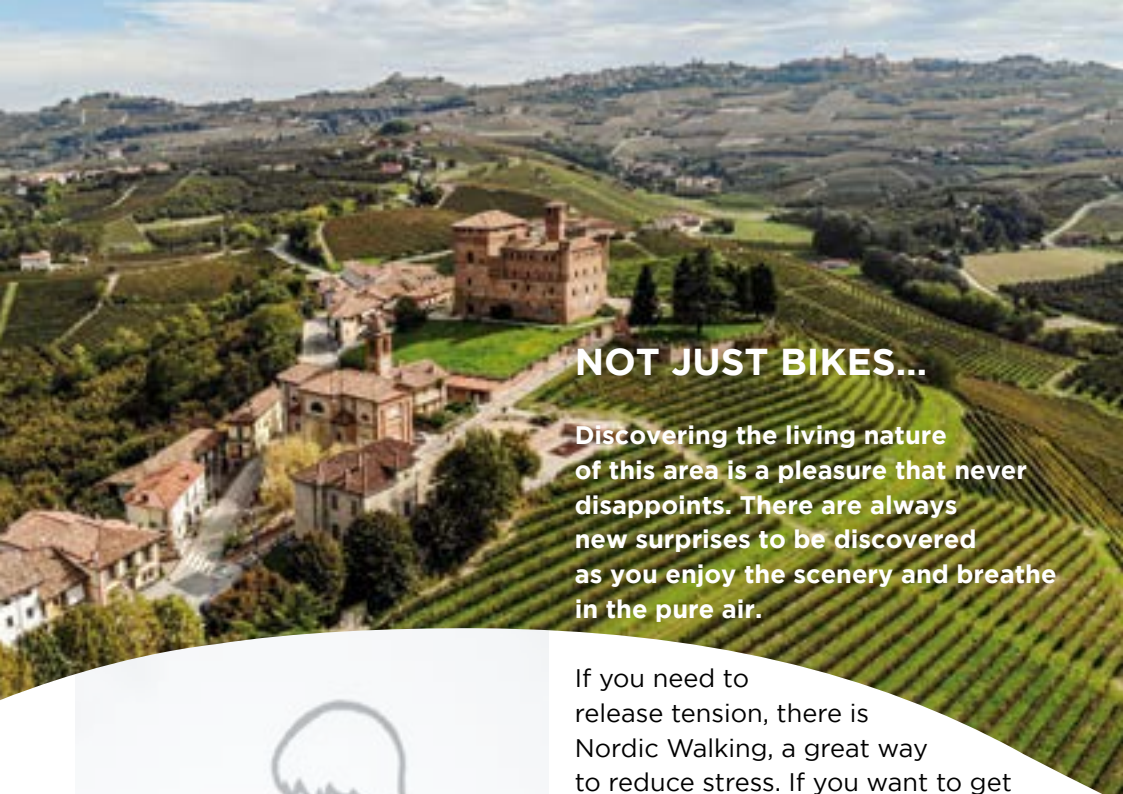 NOT JUST BIKES...
Discovering the living nature
of this area is a pleasure that never
disappoints. There are always
new surprises to be discovered
as you enjoy the scenery and breathe
in the pure air.
If you need to
release tension, there is
Nordic Walking, a great way
to reduce stress. If you want to get